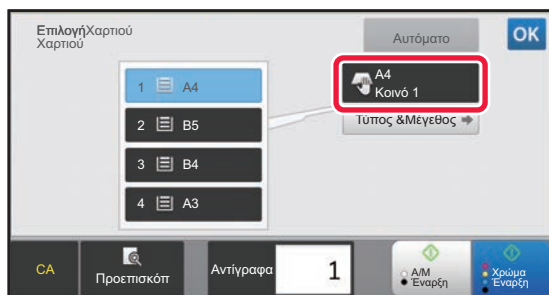 ΕπιλογήΧαρτιού
Χαρτιού
Αυτόματο
OK
1 A4
2 B5
3 B4
4 A3
A4
Κοινό 1
Τύπος &Μέγεθος
CA
Προεπισκόπ
Αντίγραφα
1
Α/Μ
Έναρξη
Χρώμα
Έναρξη